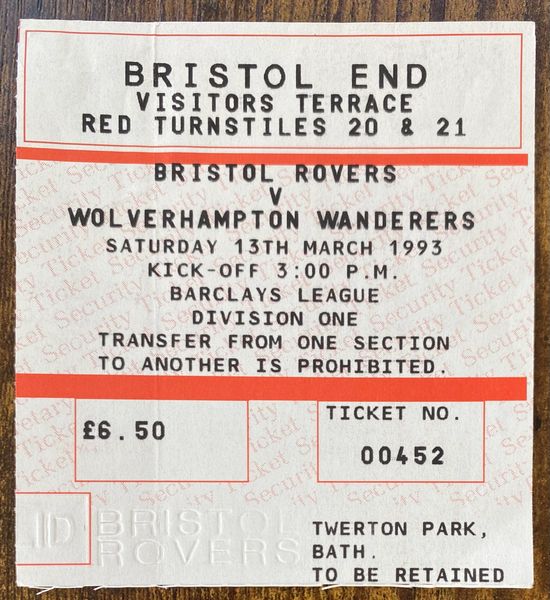 BRISTOL END
VISITORS TERRACE
RED TURNSTILES 20 & 21
BRISTOL ROVERS
V
WOLVERHAMPTON WANDERERS
SATURDAY 13TH MARCH 1993
KICK-OFF 3:00 P.M.
BARCLAYS LEAGUE
DIVISION ONE
TRANSFER FROM ONE SECTION
TO ANOTHER IS PROHIBITED.
£6.50
TICKET NO.
00452
BRISTOL
ROVERS
TWERTON PARK,
BATH.
TO BE RETAINED